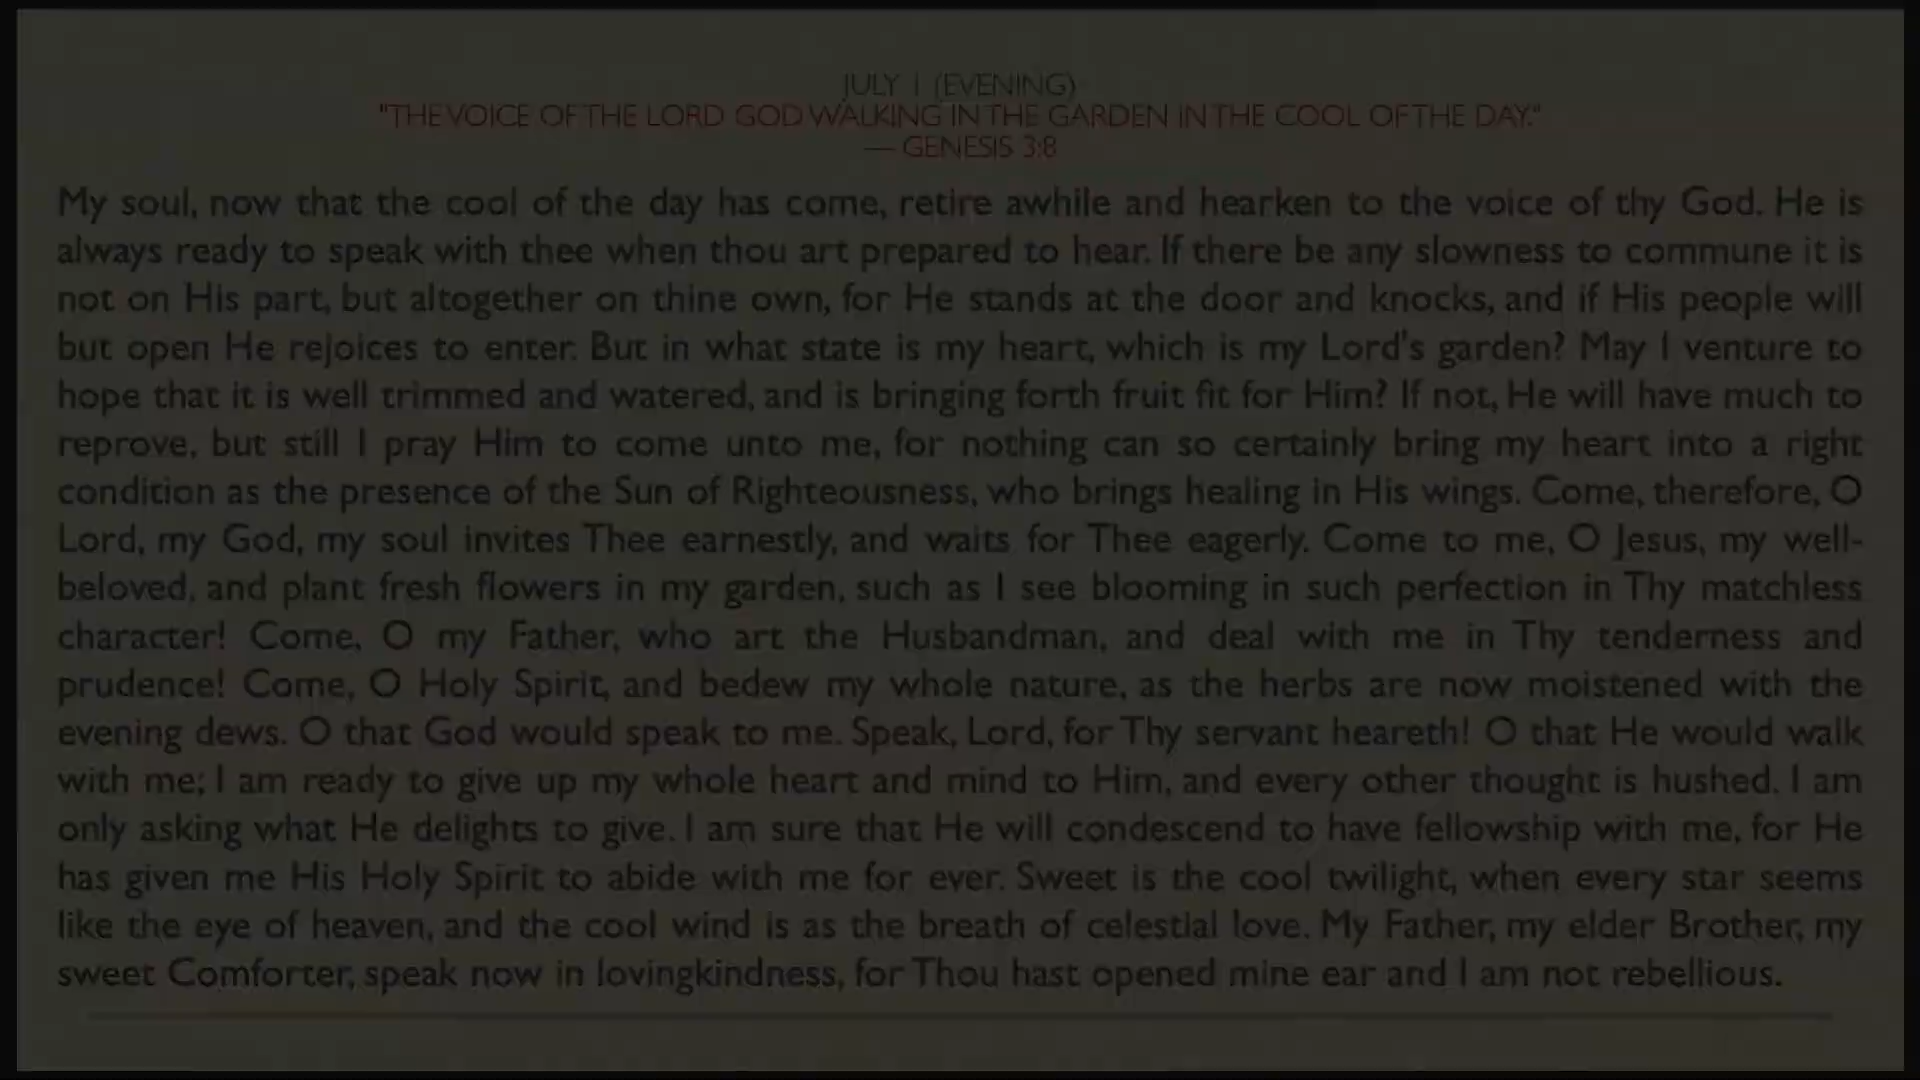 JULY 1 (EVENING)
"THE VOICE OF THE LORD GOD WALKING IN THE GARDEN IN THE COOL OF THE DAY."
— GENESIS 3:8
My soul, now that the cool of the day has come, retire awhile and hearken to the voice of thy God. He is
always ready to speak with thee when thou art prepared to hear. If there be any slowness to commune it is
not on His part, but altogether on thine own, for He stands at the door and knocks, and if His people will
but open He rejoices to enter. But in what state is my heart, which is my Lord's garden? May I venture to
hope that it is well trimmed and watered, and is bringing forth fruit fit for Him? If not, He will have much to
reprove, but still I pray Him to come unto me, for nothing can so certainly bring my heart into a right
condition as the presence of the Sun of Righteousness, who brings healing in His wings. Come, therefore, O
Lord, my God, my soul invites Thee earnestly, and waits for Thee eagerly. Come to me, O Jesus, my well-
beloved, and plant fresh flowers in my garden, such as I see blooming in such perfection in Thy matchless
character! Come, O my Father, who art the Husbandman, and deal with me in Thy tenderness and
prudence! Come, O Holy Spirit, and bedew my whole nature, as the herbs are now moistened with the
evening dews. O that God would speak to me. Speak, Lord, for Thy servant heareth! O that He would walk
with me; I am ready to give up my whole heart and mind to Him, and every other thought is hushed. I am
only asking what He delights to give. I am sure that He will condescend to have fellowship with me, for He
has given me His Holy Spirit to abide with me for ever. Sweet is the cool twilight, when every star seems
like the eye of heaven, and the cool wind is as the breath of celestial love. My Father, my elder Brother, my
sweet Comforter, speak now in lovingkindness, for Thou hast opened mine ear and I am not rebellious.